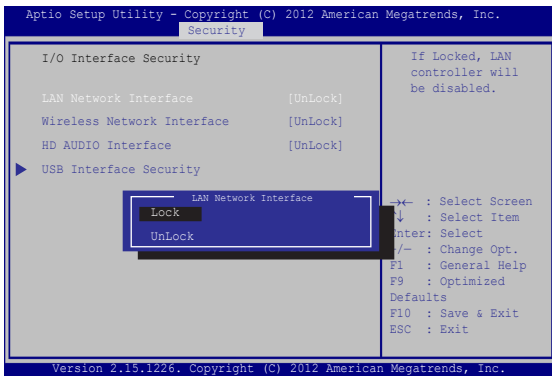 Aptio Setup Utility - Copyright (C) 2012 American Megatrends, Inc.
Security
I/O Interface Security
LAN Network Interface [UnLock]
Wireless Network Interface [UnLock]
HD AUDIO Interface [UnLock]
USB Interface Security
If Locked, LAN
controller will
be disabled.
LAN Network Interface
Lock
UnLock
→← : Select Screen
↓ : Select Item
nter: Select
/— : Change Opt.
F1 : General Help
F9 : Optimized
Defaults
F10 : Save & Exit
ESC : Exit
Version 2.15.1226. Copyright (C) 2012 American Megatrends, Inc.